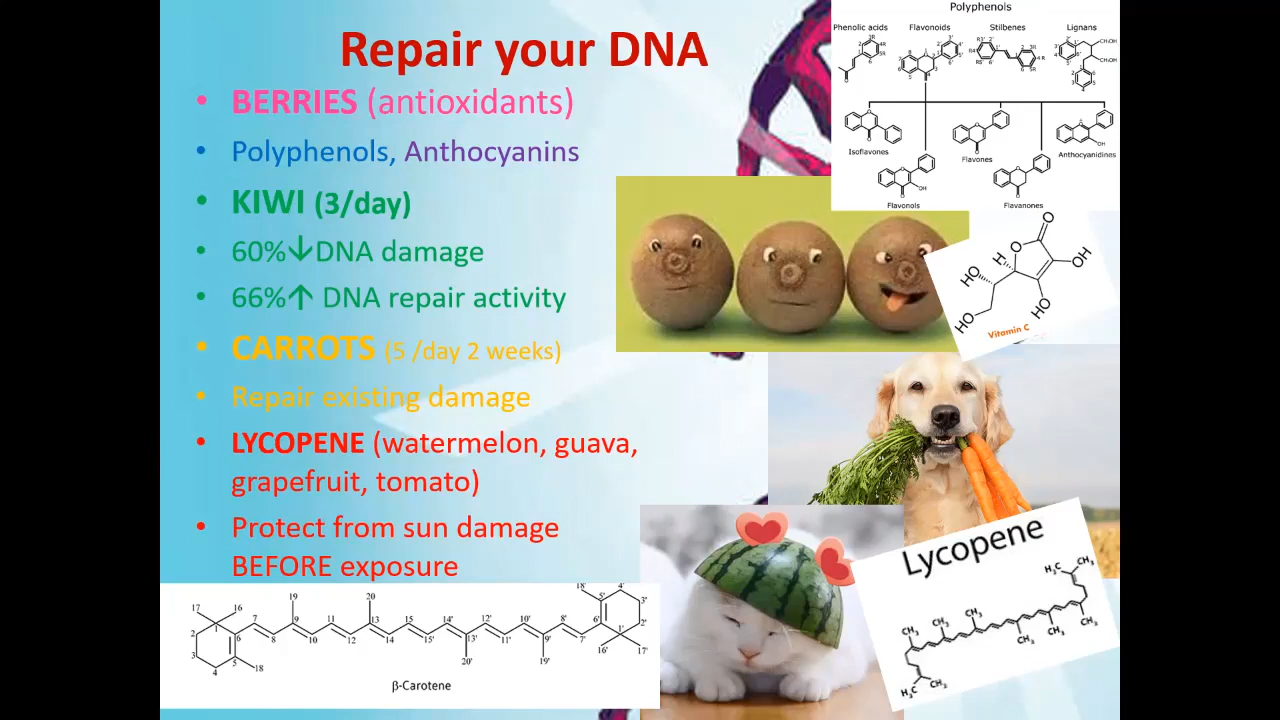 Repair your DNA
• BERRIES (antioxidants)
• Polyphenols, Anthocyanins
• KIWI (3/day)
• 60%↓DNA damage
• 66%↑ DNA repair activity
• CARROTS (5 /day 2 weeks)
• Repair existing damage
• LYCOPENE (watermelon, guava,
grapefruit, tomato)
• Protect from sun damage
BEFORE exposure
Polyphenols
Phenolic acids Flavonoids Stilbenes Lignans
Isoflavones
Flavones
Anthocyanidines
Flavonols
Flavanones
Vitamin C
Lycopene
β-Carotene